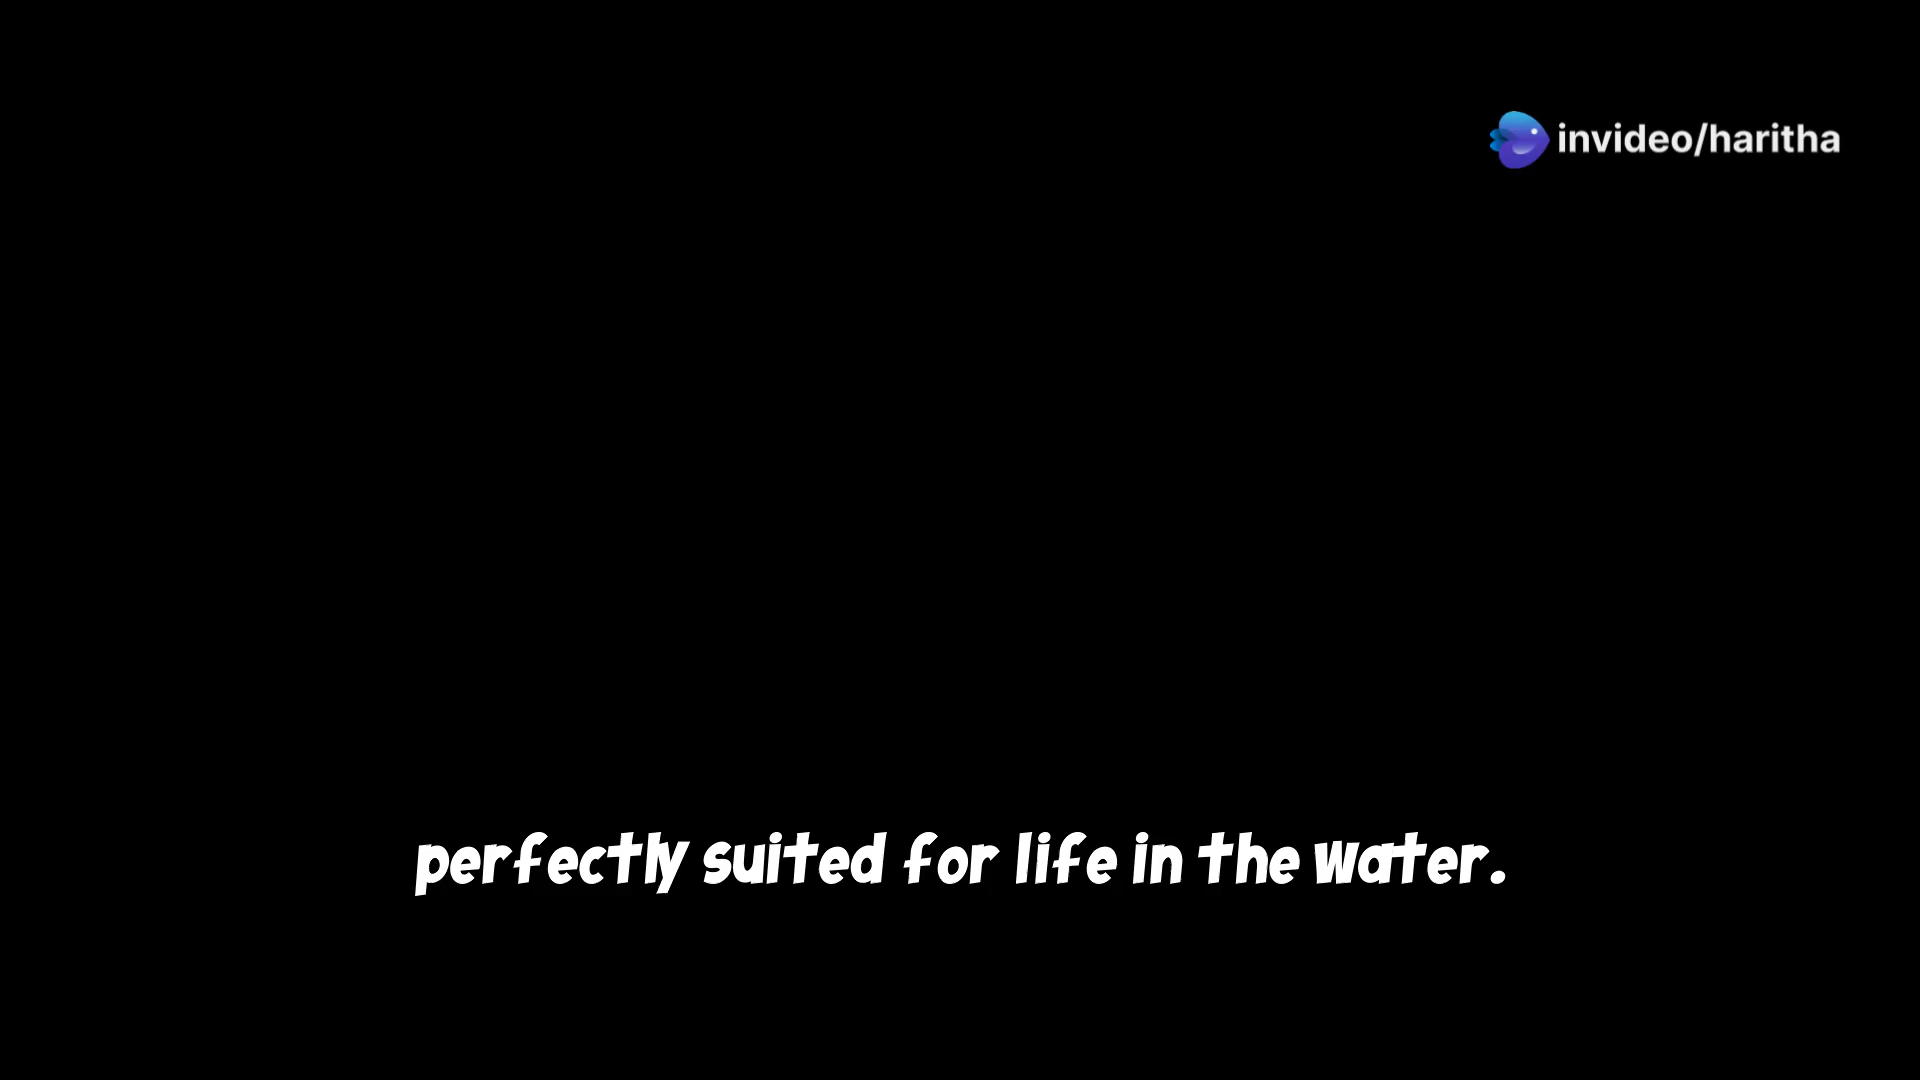 invideo/haritha
perfectly suited for life in the water.